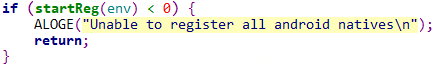 if (startReg(env) < 0) {
    ALOGE("Unable to register all android natives\n");
    return;
}